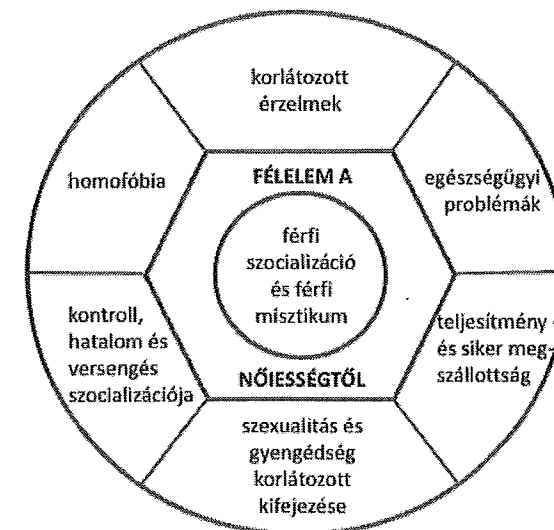 korlátozott
érzelmek
homofóbia
FÉLELEM A
egészségügyi
problémák
férfi
szocializáció
és férfi
misztikum
kontroll,
hatalom és
versengés
szocializációja
teljesítmény -
és siker meg-
szállottság
NŐIESSÉGTŐL
szexualitás és
gyengédség
korlátozott
kifejezése